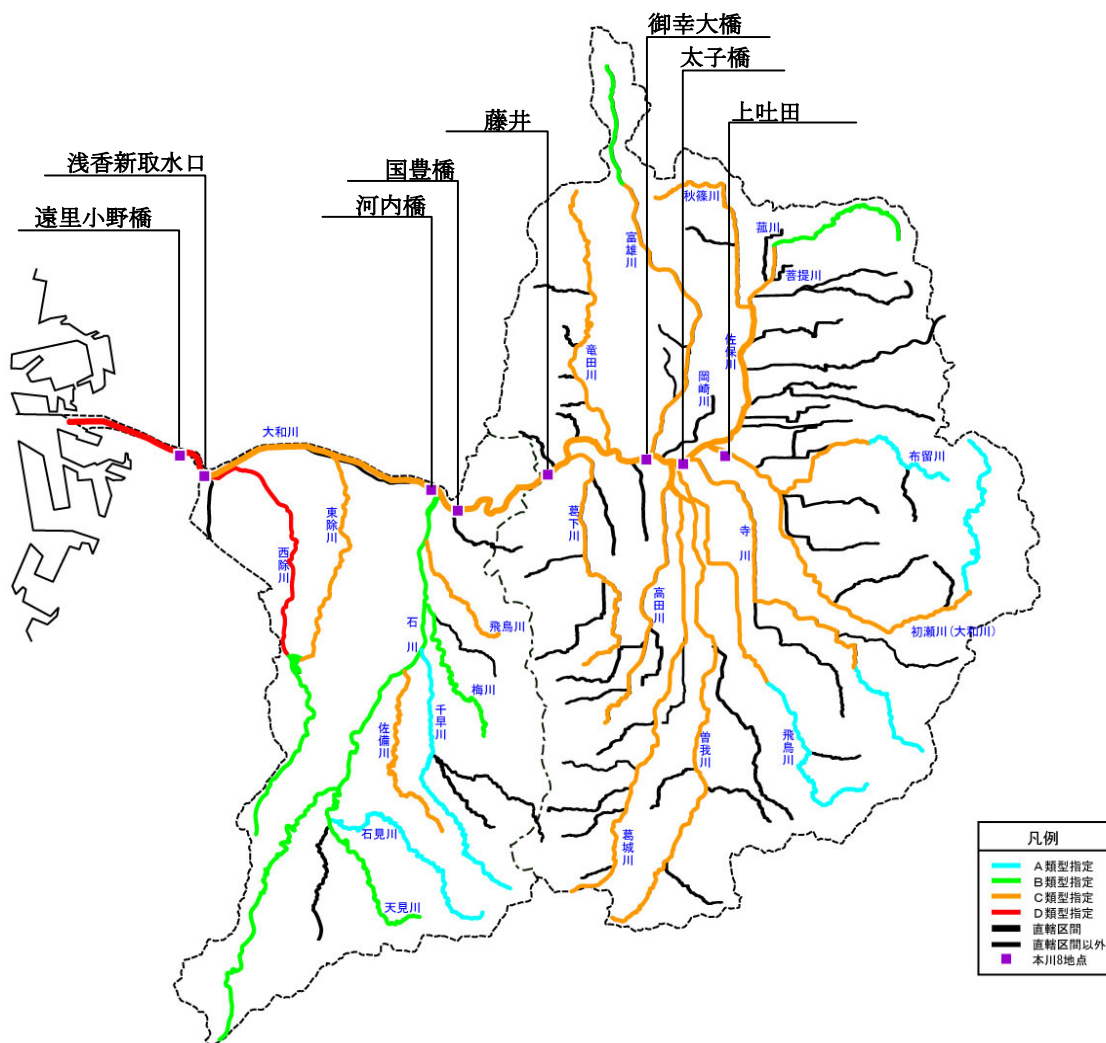 御幸大橋
太子橋
藤井
上吐田
浅香新取水口
国豊橋
遠里小野橋
河内橋
秋篠川
菰川
富雄川
菩提川
竜田川
佐保川
岡崎川
大和川
布留川
東除川
葛下川
寺川
西除川
高田川
飛鳥川
石川
初瀬川(大和川)
梅川
千早川
佐備川
曽我川
飛鳥川
石見川
葛城川
天見川
凡例
A類型指定
B類型指定
C類型指定
D類型指定
直轄区間
直轄区間以外
本川8地点